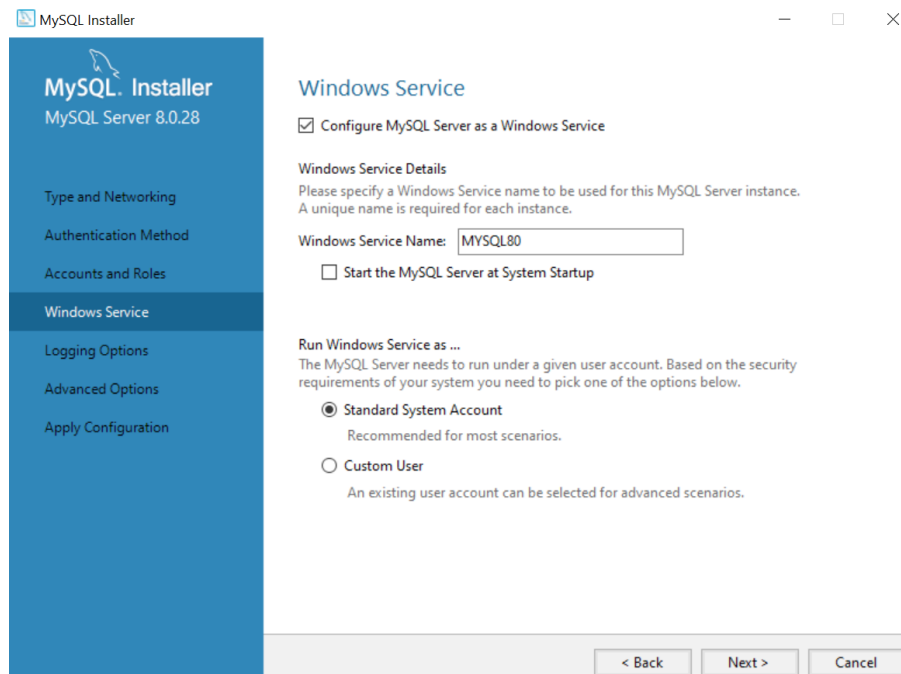 MySQL Installer
MySQL. Installer
MySQL Server 8.0.28
Type and Networking
Authentication Method
Accounts and Roles
Windows Service
Logging Options
Advanced Options
Apply Configuration
Windows Service
Configure MySQL Server as a Windows Service
Windows Service Details
Please specify a Windows Service name to be used for this MySQL Server instance.
A unique name is required for each instance.
Windows Service Name: MYSQL80
Start the MySQL Server at System Startup
Run Windows Service as ...
The MySQL Server needs to run under a given user account. Based on the security
requirements of your system you need to pick one of the options below.
Standard System Account
Recommended for most scenarios.
Custom User
An existing user account can be selected for advanced scenarios.
< Back Next > Cancel